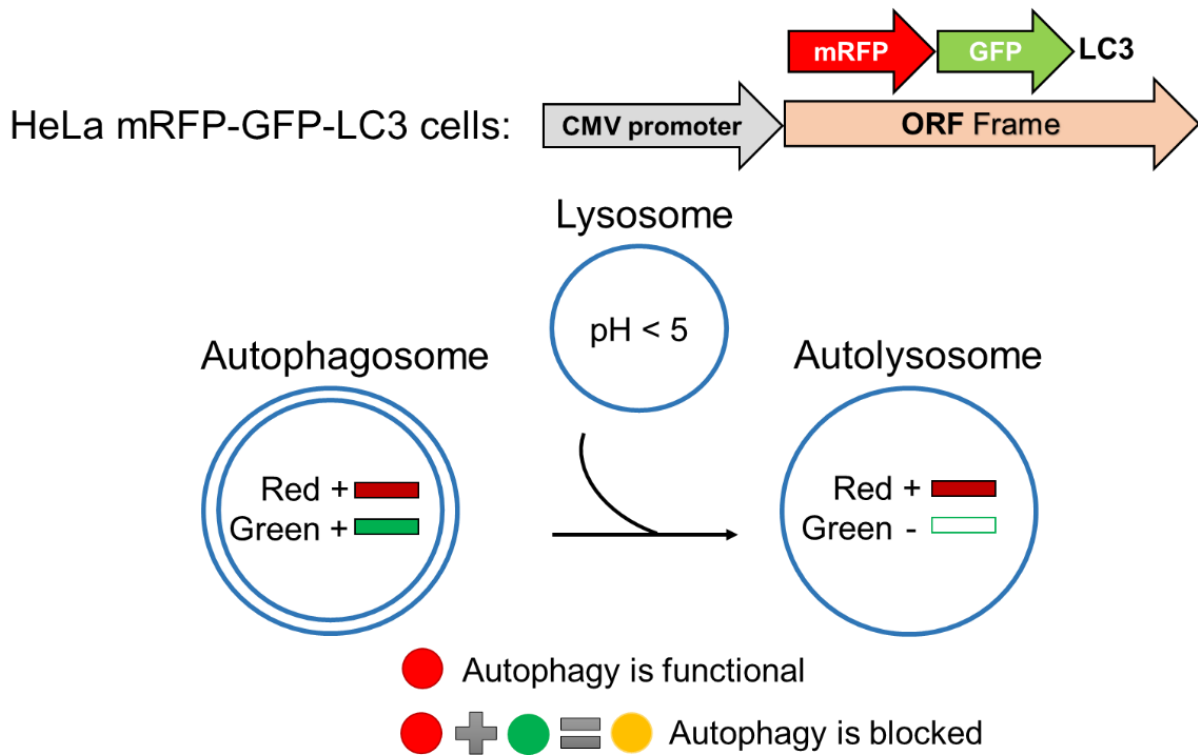 mRFP GFP LC3
HeLa mRFP-GFP-LC3 cells: CMV promoter ORF Frame
Lysosome
pH < 5
Autophagosome
Autolysosome
Red +
Green +
Red +
Green -
Autophagy is functional
Autophagy is blocked